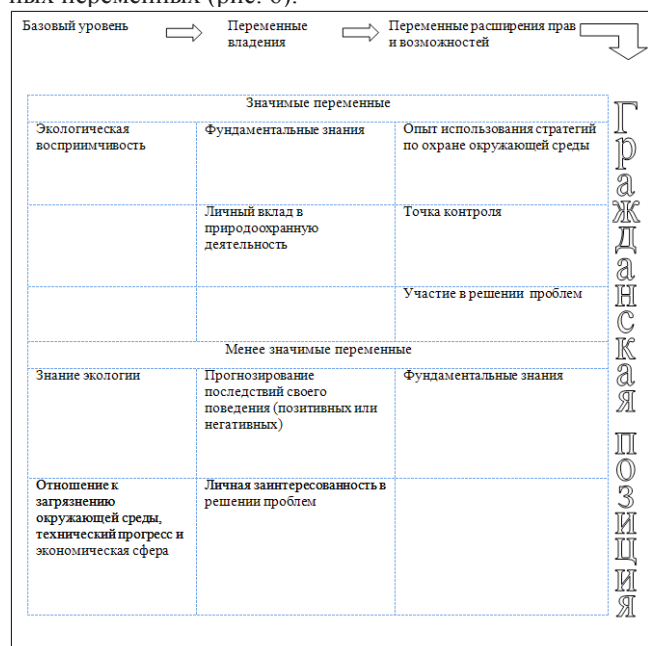 ных переменных (рис. 6).
Базовый уровень
Переменные
владения
Переменные расширения прав
и возможностей
Значимые переменные
Экологическая
восприимчивость
Фундаментальные знания
Опыт использования стратегий
по охране окружающей среды
Личный вклад в
природоохранную
деятельность
Точка контроля
Участие в решении проблем
Менее значимые переменные
Знание экологии
Прогнозирование
последствий своего
поведения (позитивных или
негативных)
Фундаментальные знания
Отношение к
загрязнению
окружающей среды,
технический прогресс и
экономическая сфера
Личная заинтересованность в
решении проблем
Гражданская позиция